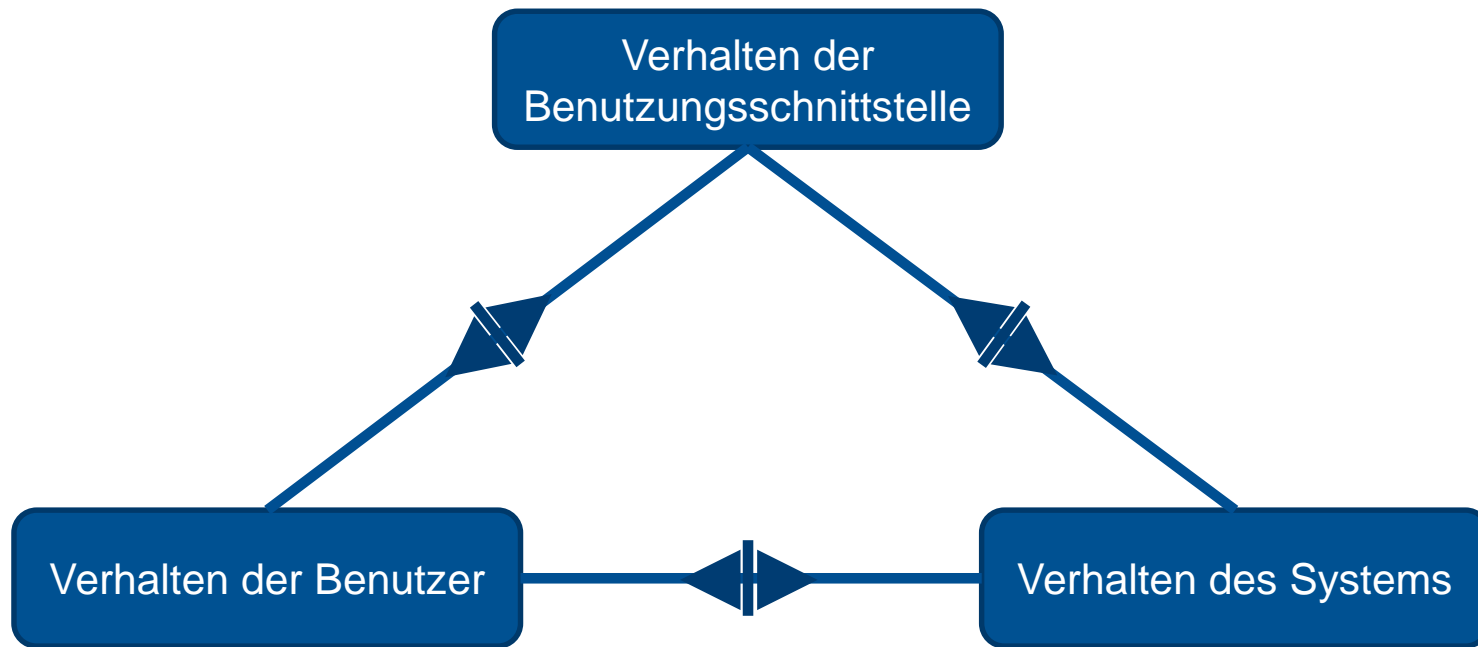 Verhalten der
Benutzungsschnittstelle
Verhalten der Benutzer
Verhalten des Systems